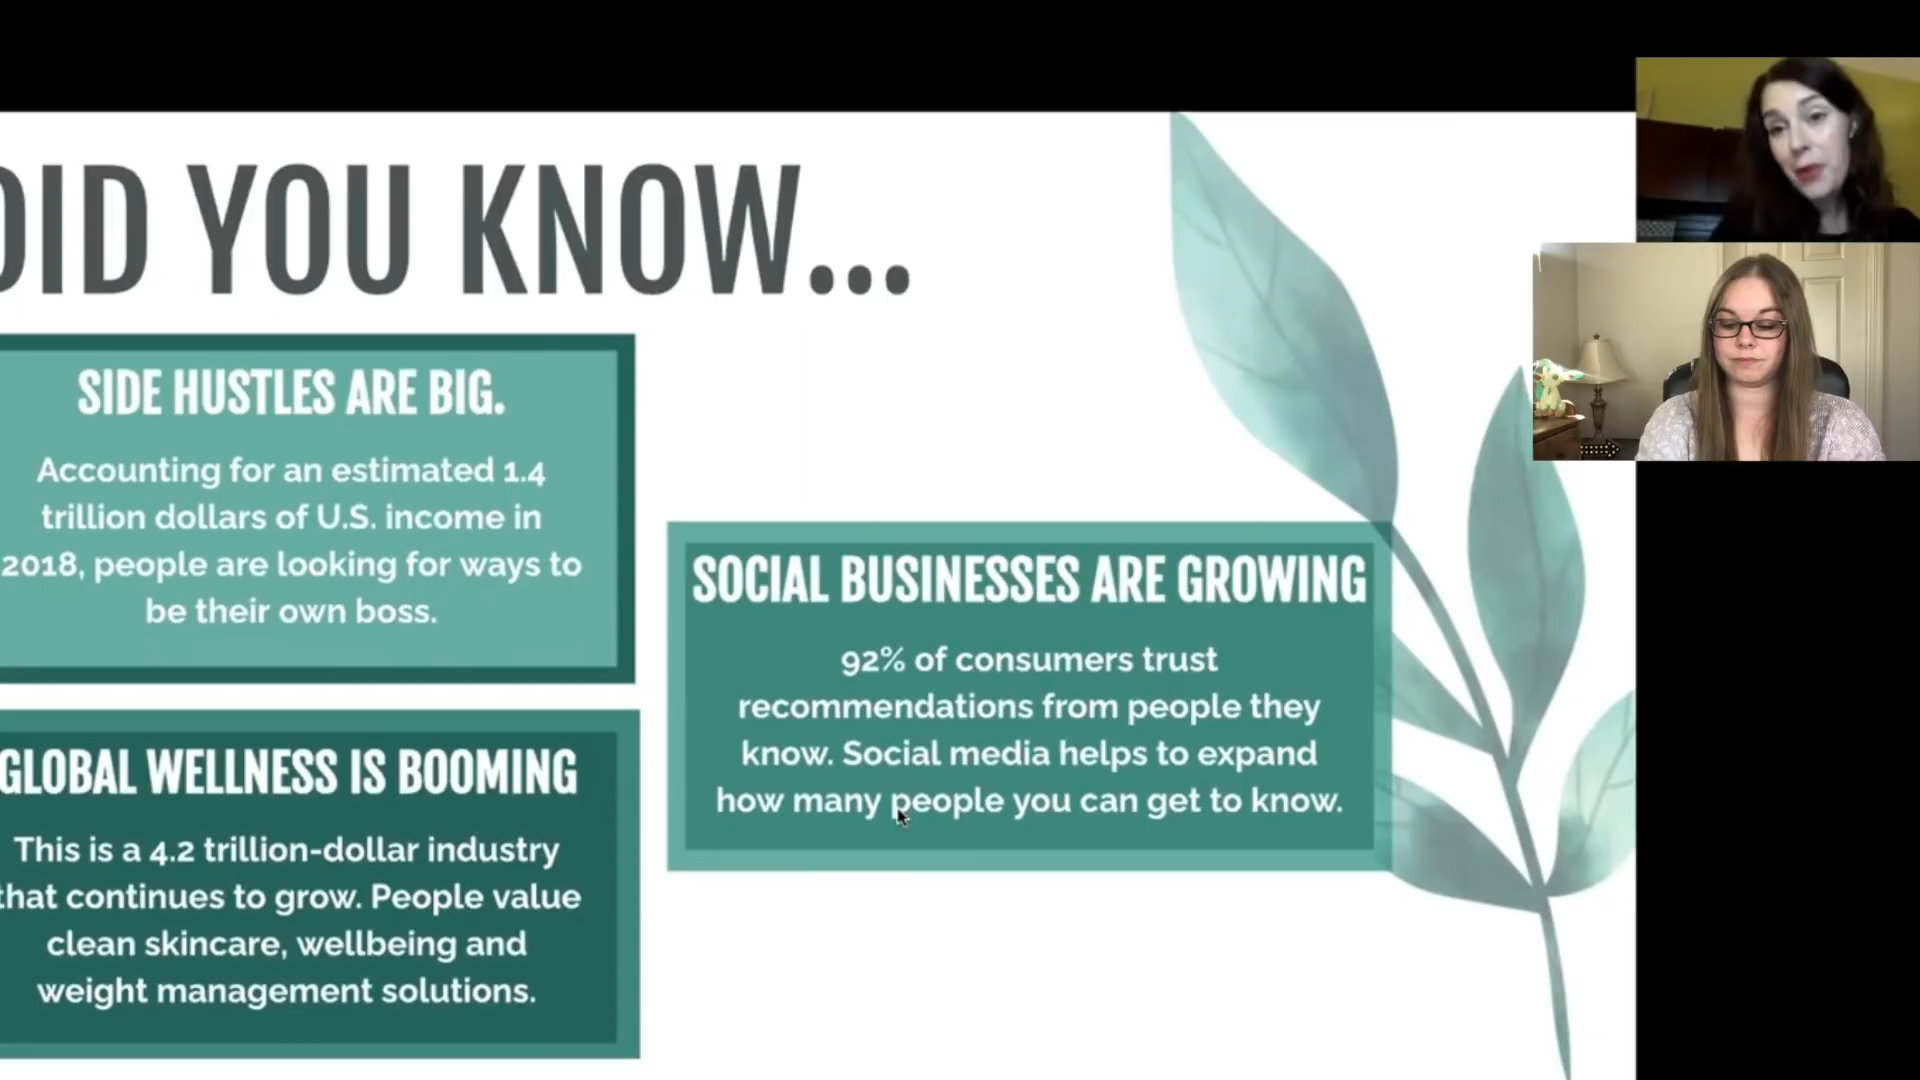 DID YOU KNOW...
SIDE HUSTLES ARE BIG.
Accounting for an estimated 1.4
trillion dollars of U.S. income in
2018, people are looking for ways to
be their own boss.
GLOBAL WELLNESS IS BOOMING
This is a 4.2 trillion-dollar industry
that continues to grow. People value
clean skincare, wellbeing and
weight management solutions.
SOCIAL BUSINESSES ARE GROWING
92% of consumers trust
recommendations from people they
know. Social media helps to expand
how many people you can get to know.